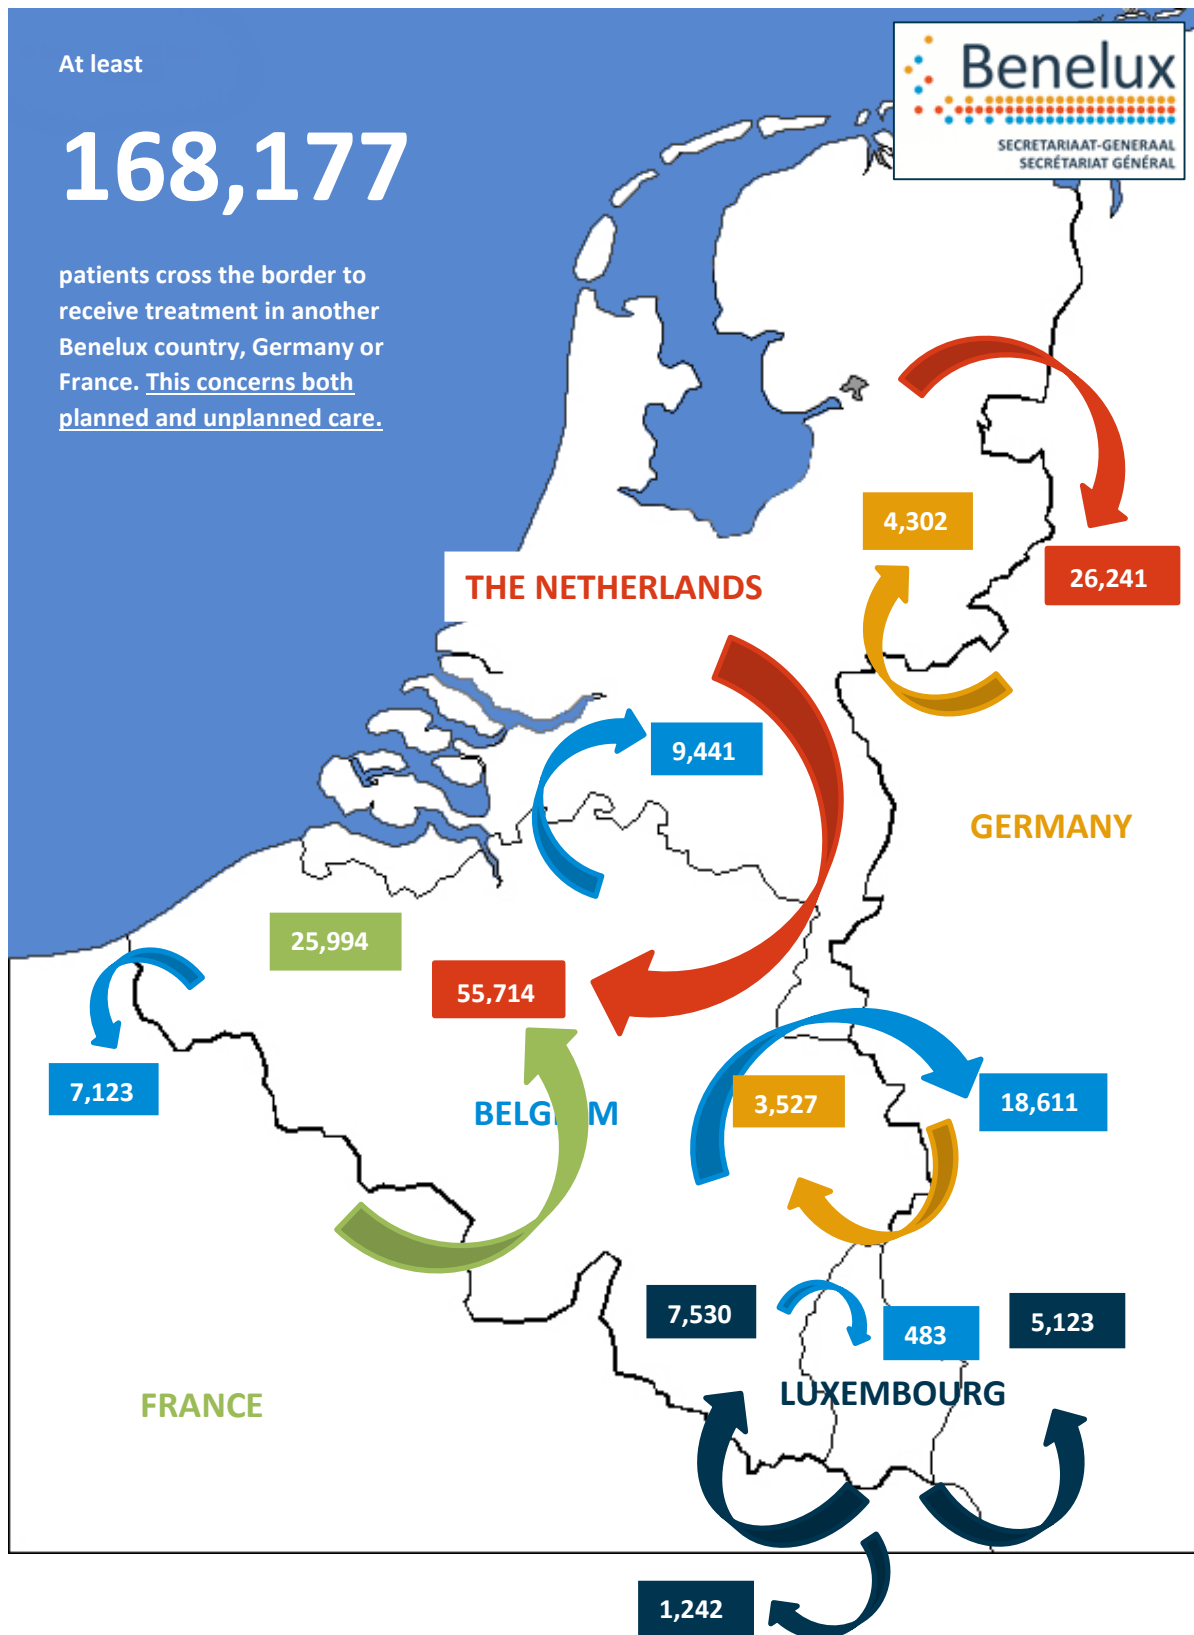 At least
168,177
patients cross the border to
receive treatment in another
Benelux country, Germany or
France. This concerns both
planned and unplanned care.
Benelux
SECRETARIAAT-GENERAAL
SECRÉTARIAT GÉNÉRAL
4,302
26,241
THE NETHERLANDS
9,441
GERMANY
25,994
55,714
7,123
3,527
18,611
BELGIUM
7,530
483
5,123
LUXEMBOURG
FRANCE
1,242